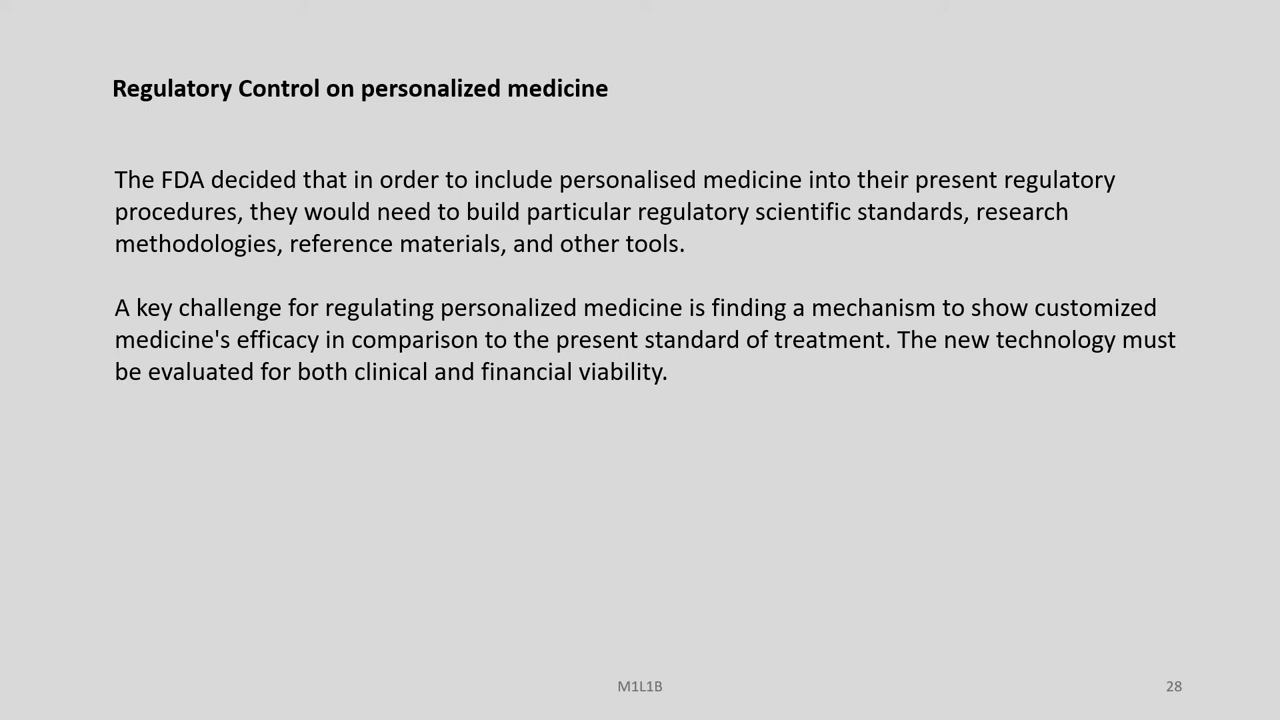 Regulatory Control on personalized medicine
The FDA decided that in order to include personalised medicine into their present regulatory
procedures, they would need to build particular regulatory scientific standards, research
methodologies, reference materials, and other tools.
A key challenge for regulating personalized medicine is finding a mechanism to show customized
medicine's efficacy in comparison to the present standard of treatment. The new technology must
be evaluated for both clinical and financial viability.
M1L1B
28